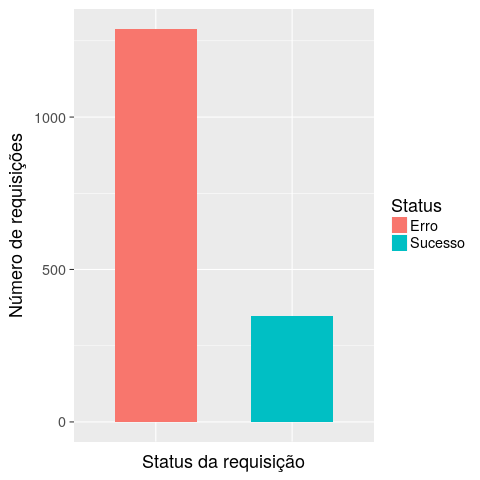 Número de requisições
1000
500
0
Status da requisição
Status
Erro
Sucesso